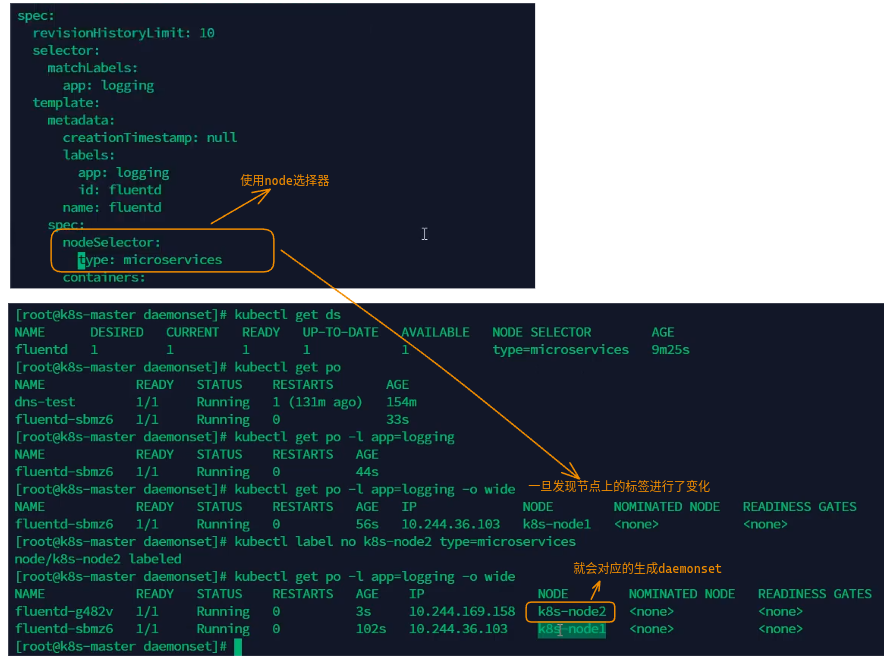 spec:
revisionHistoryLimit: 10
selector:
matchLabels:
app: logging
template:
metadata:
creationTimestamp: null
labels:
app: logging
id: fluentd
name: fluentd
spec:
nodeSelector:
type: microservices
containers:
使用node选择器
[root@k8s-master daemonset]# kubectl get ds
NAME DESIRED CURRENT READY UP-TO-DATE AVAILABLE NODE SELECTOR AGE
fluentd 1 1 1 1 1 type=microservices 9m25s
[root@k8s-master daemonset]# kubectl get po
NAME READY STATUS RESTARTS AGE
dns-test 1/1 Running 1 (131m ago) 154m
fluentd-sbmz6 1/1 Running 0 33s
[root@k8s-master daemonset]# kubectl get po -l app=logging
NAME READY STATUS RESTARTS AGE
fluentd-sbmz6 1/1 Running 0 44s
[root@k8s-master daemonset]# kubectl get po -l app=logging -o wide
一旦发现节点上的标签进行了变化
NAME READY STATUS RESTARTS AGE IP NODE NOMINATED NODE READINESS GATES
fluentd-sbmz6 1/1 Running 0 56s 10.244.36.103 k8s-node1 <none> <none>
[root@k8s-master daemonset]# kubectl label no k8s-node2 type=microservices
node/k8s-node2 labeled
就会对应的生成daemonset
[root@k8s-master daemonset]# kubectl get po -l app=logging -o wide
NAME READY STATUS RESTARTS AGE IP NODE NOMINATED NODE READINESS GATES
fluentd-g482v 1/1 Running 0 3s 10.244.169.158 k8s-node2 <none> <none>
fluentd-sbmz6 1/1 Running 0 102s 10.244.36.103 k8s-node1 <none> <none>
[root@k8s-master daemonset]#